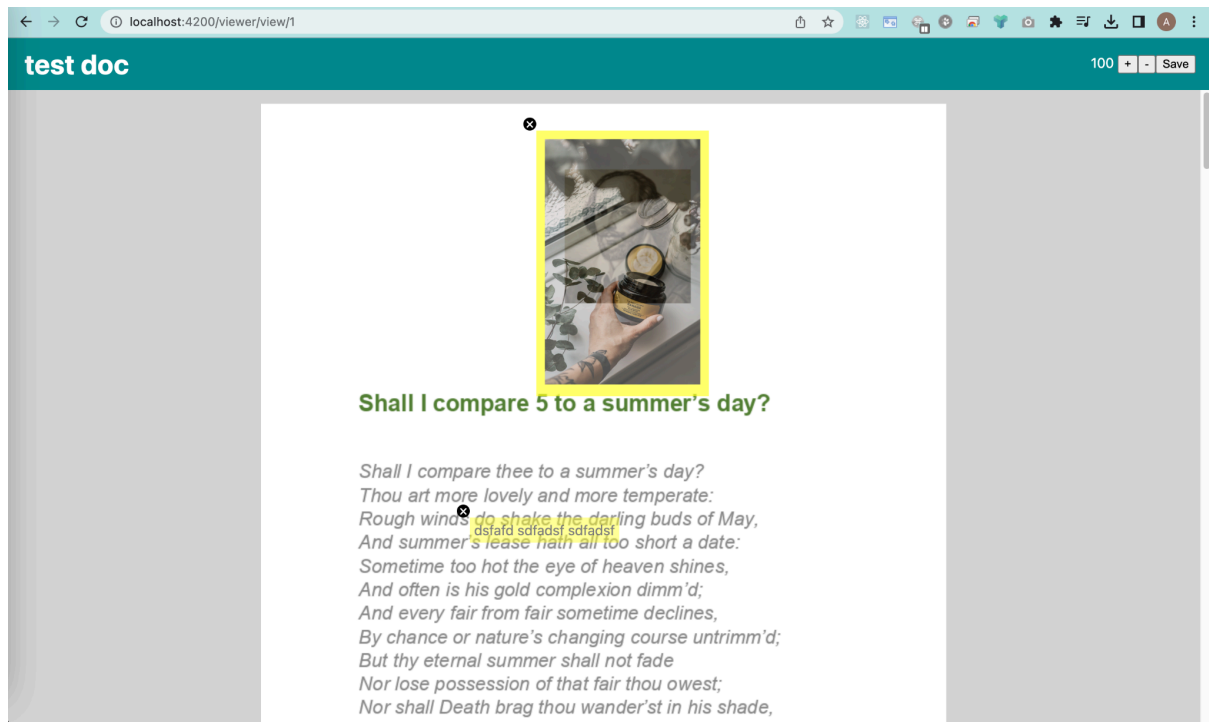 localhost:4200/viewer/view/1
A
test doc
100 + - Save
Shall I compare 5 to a summer's day?
Shall I compare thee to a summer's day?
Thou art more lovely and more temperate:
Rough winds do shake the darling buds of May,
dsfafd sdfadsf sdfadsf
And summer's lease hath all too short a date:
Sometime too hot the eye of heaven shines,
And often is his gold complexion dimm'd;
And every fair from fair sometime declines,
By chance or nature's changing course untrimm'd;
But thy eternal summer shall not fade
Nor lose possession of that fair thou owest;
Nor shall Death brag thou wander'st in his shade,